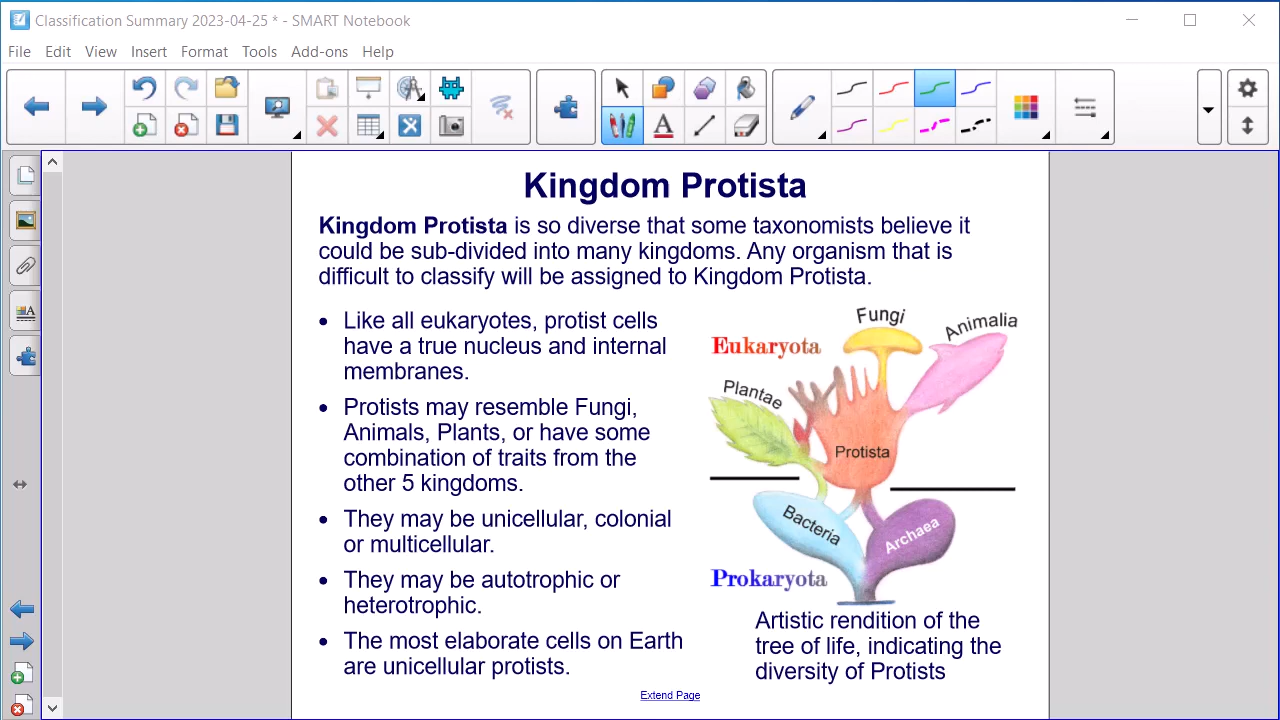 Classification Summary 2023-04-25 * - SMART Notebook
File Edit View Insert Format Tools Add-ons Help
Kingdom Protista
Kingdom Protista is so diverse that some taxonomists believe it
could be sub-divided into many kingdoms. Any organism that is
difficult to classify will be assigned to Kingdom Protista.
• Like all eukaryotes, protist cells
have a true nucleus and internal
membranes.
• Protists may resemble Fungi,
Animals, Plants, or have some
combination of traits from the
other 5 kingdoms.
• They may be unicellular, colonial
or multicellular.
• They may be autotrophic or
heterotrophic.
• The most elaborate cells on Earth
are unicellular protists.
Fungi
Animalia
Eukaryota
Plantae
Protista
Bacteria
Archaea
Prokaryota
Artistic rendition of the
tree of life, indicating the
diversity of Protists
Extend Page